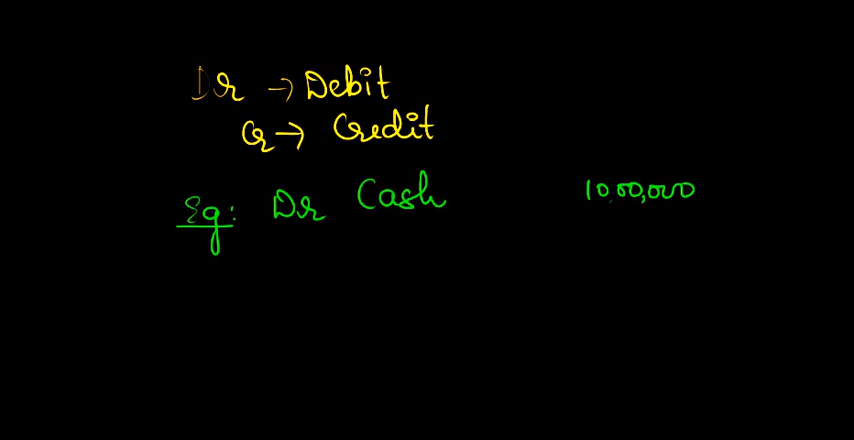 Dr → Debit
Cr → Credit
Eg: Dr Cash 10,00,000